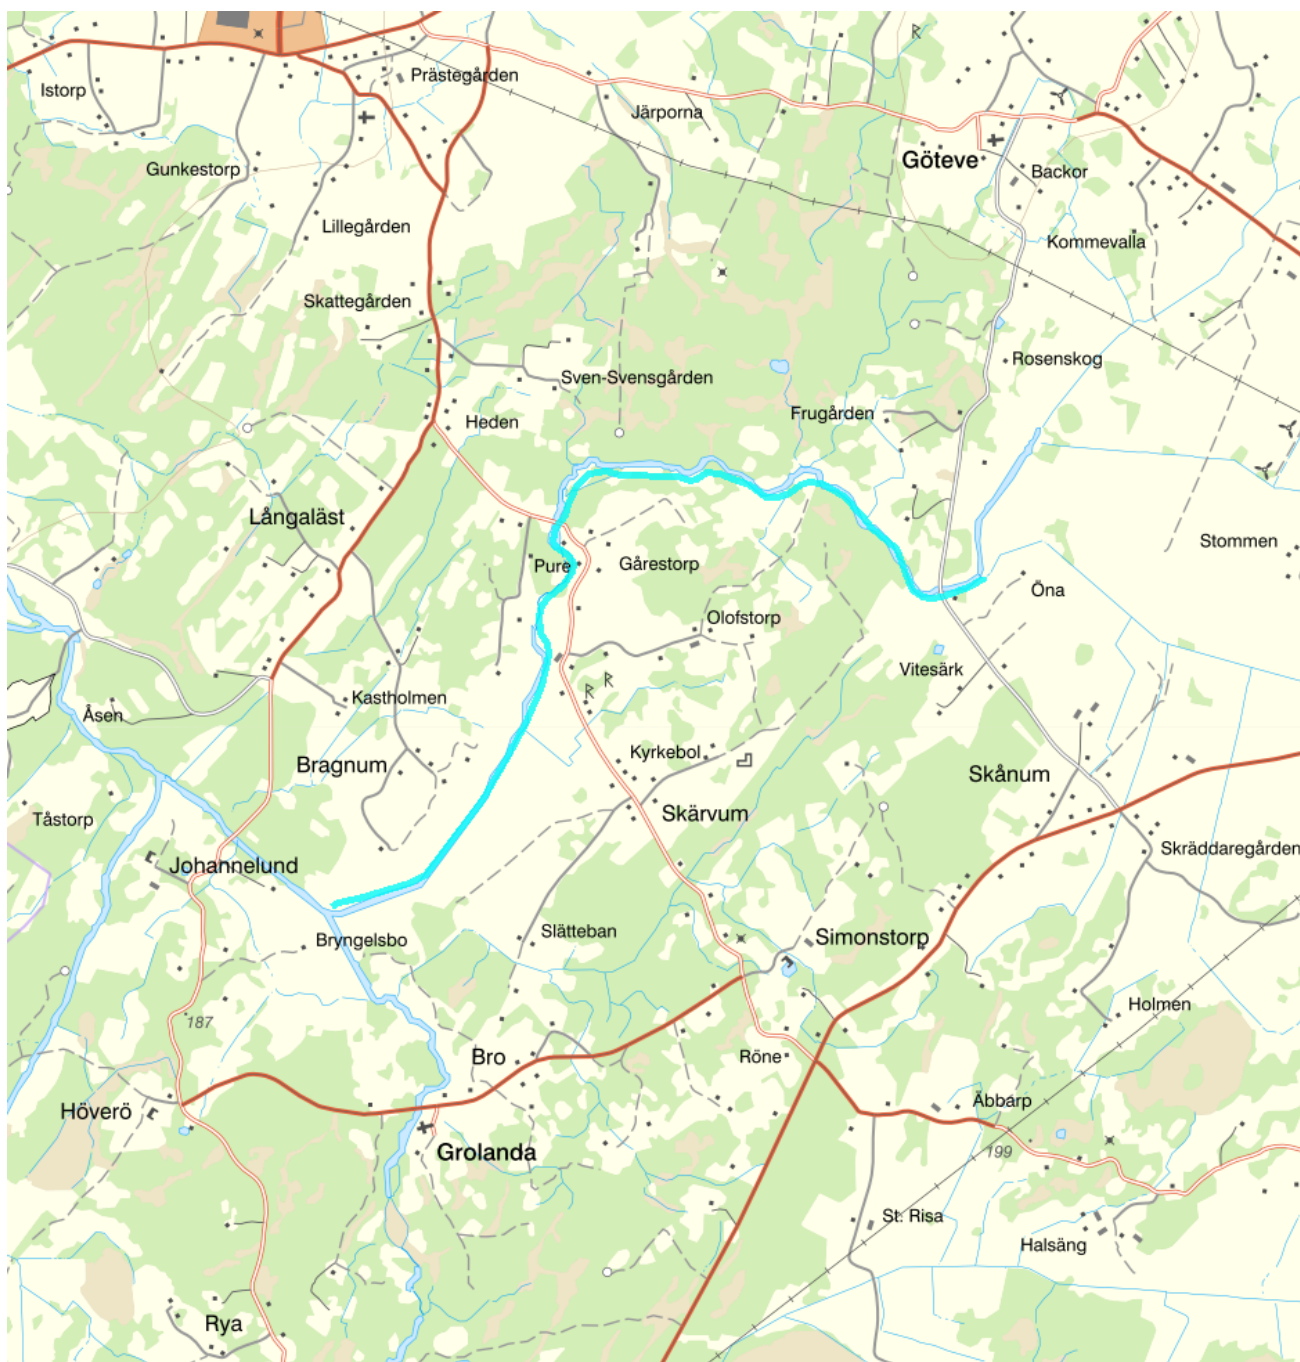 Prästegården
Istorp
Järporna
Göteve
Gunkestorp
Backor
Lillegården
Kommevalla
Skattegården
Rosenskog
Sven-Svensgården
Frugården
Heden
Långaläst
Stommen
Pure
Gårestorp
Öna
Olofstorp
Vitesärk
Kastholmen
Åsen
Kyrkebol
Bragnum
Skånum
Tåstorp
Skärvum
Skräddaregården
Johannelund
Slätteban
Simonstorp
Bryngelsbo
Holmen
187
Bro
Röne
Höverö
Äbbarp
Grolanda
199
St. Risa
Halsäng
Rya